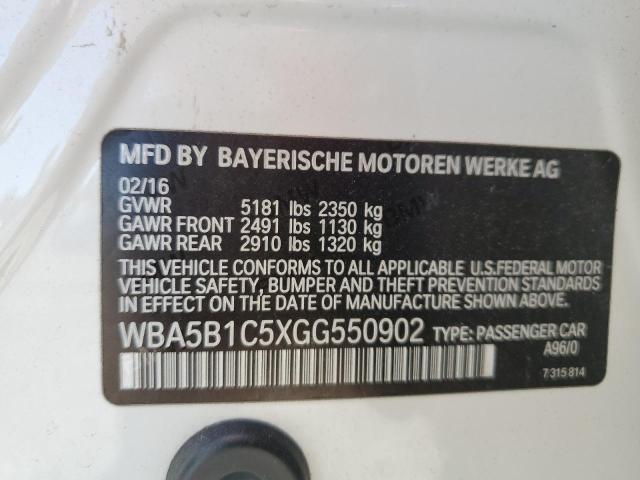 MFD BY BAYERISCHE MOTOREN WERKE AG
02/16
GVWR 5181 lbs 2350 kg
GAWR FRONT 2491 lbs 1130 kg
GAWR REAR 2910 lbs 1320 kg
THIS VEHICLE CONFORMS TO ALL APPLICABLE U.S.FEDERAL MOTOR
VEHICLE SAFETY, BUMPER AND THEFT PREVENTION STANDARDS
IN EFFECT ON THE DATE OF MANUFACTURE SHOWN ABOVE.
WBA5B1C5XGG550902 TYPE: PASSENGER CAR
A96/0
7 315 814